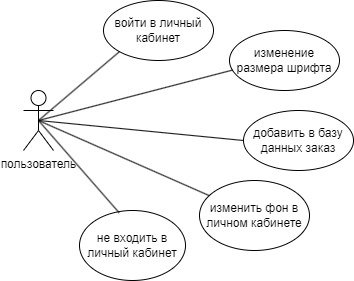 войти в личный
кабинет
изменение
размера шрифта
добавить в базу
данных заказ
пользователь
изменить фон в
личном кабинете
не входить в
личный кабинет